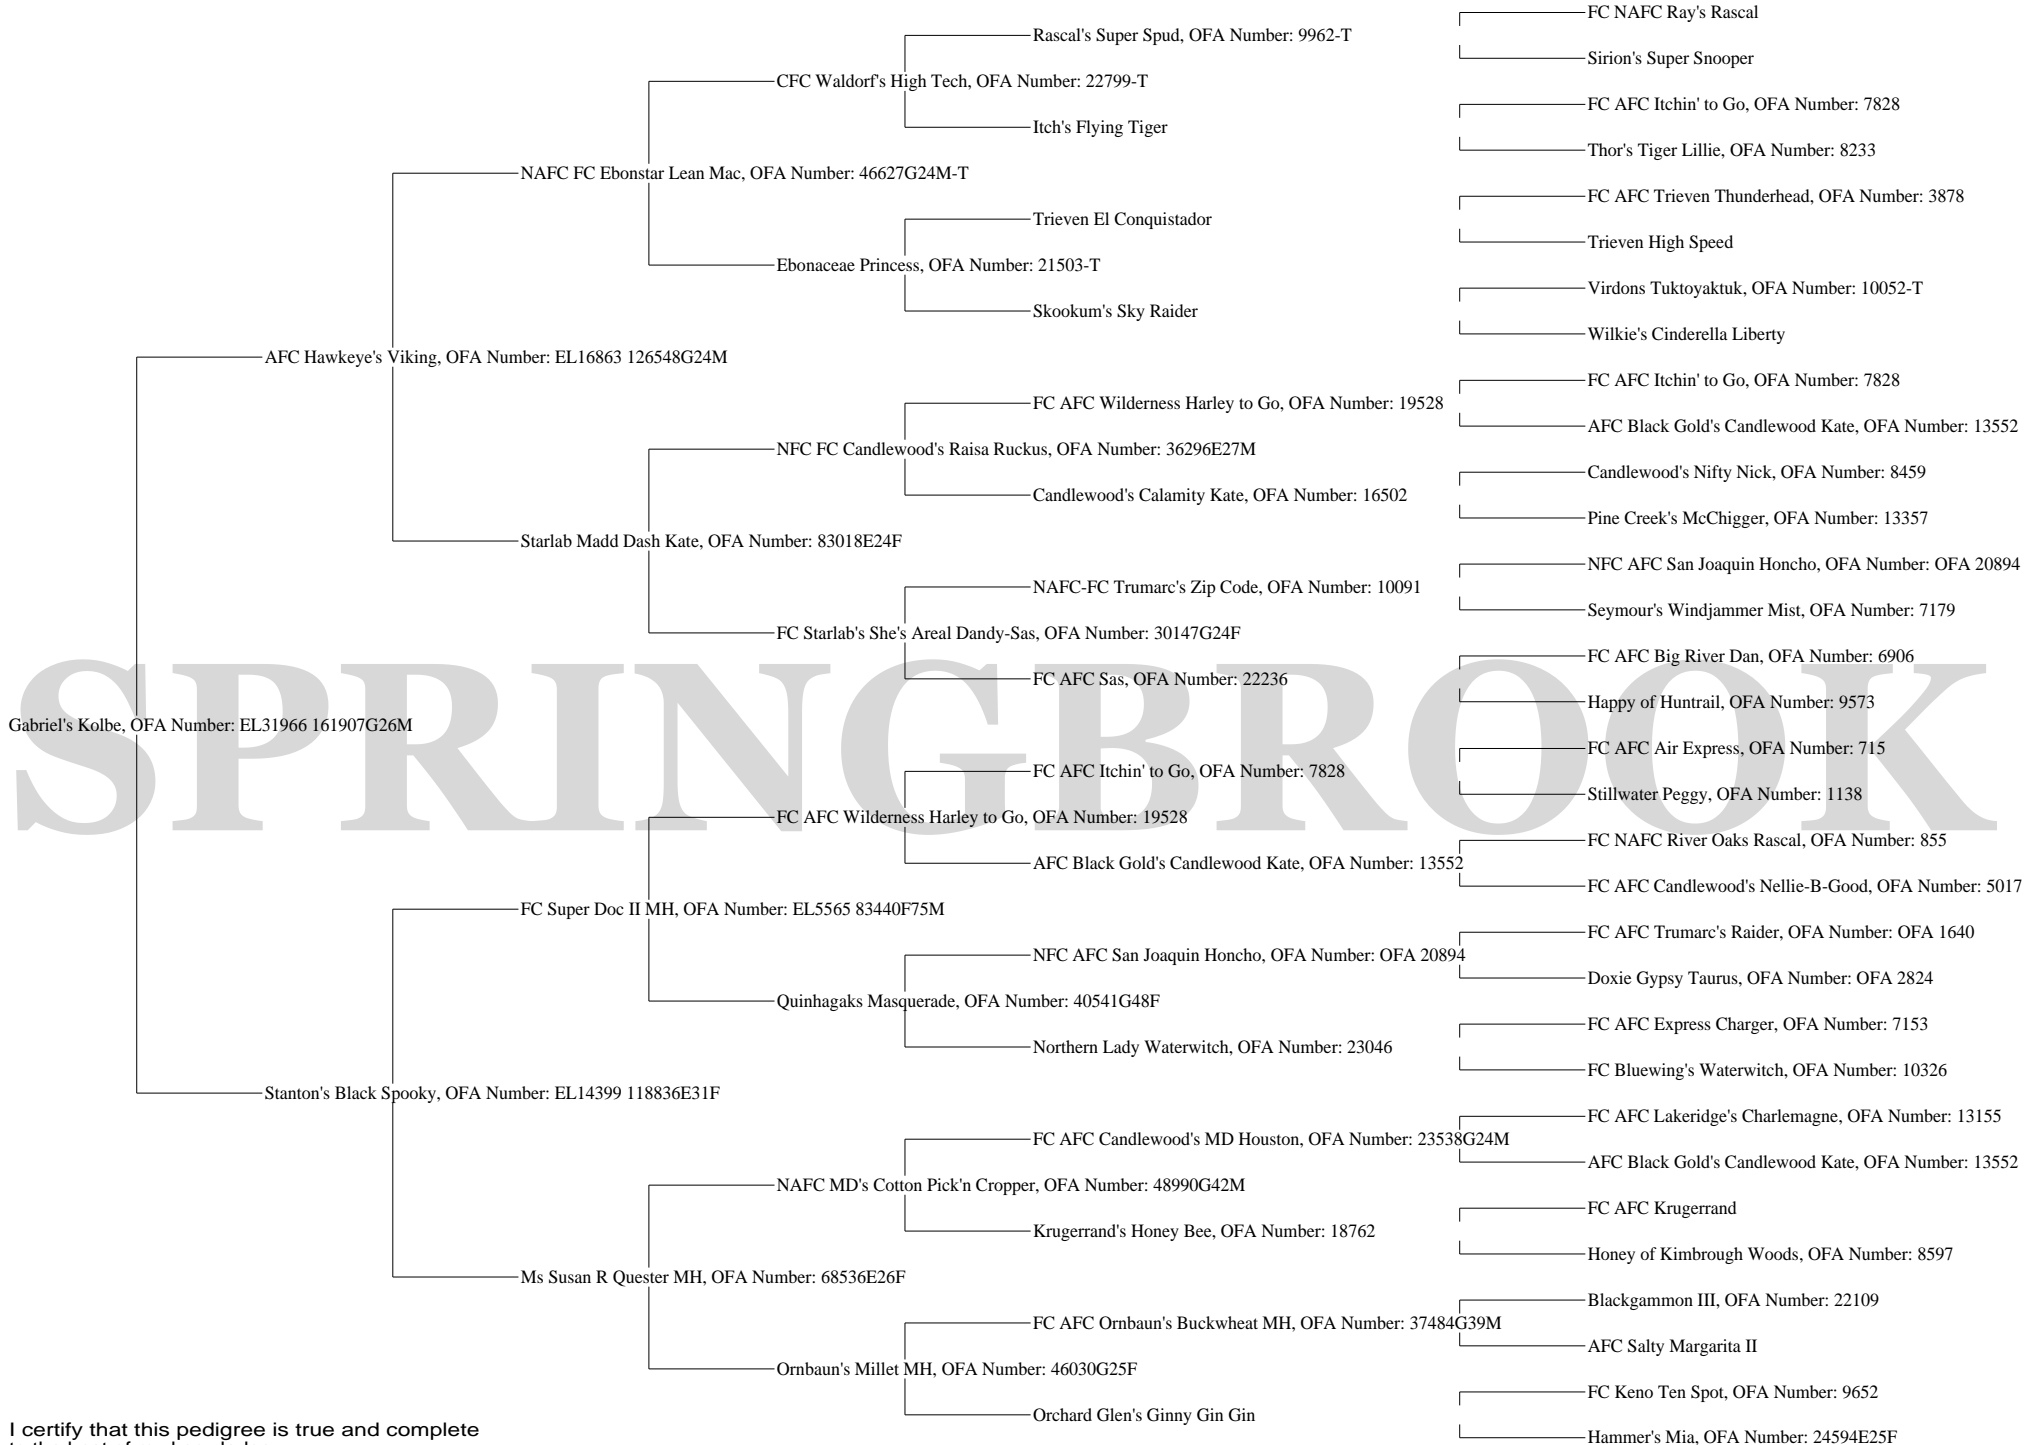 FC NAFC Ray's Rascal
Rascal's Super Spud, OFA Number: 9962-T
Sirion's Super Snooper
CFC Waldorf's High Tech, OFA Number: 22799-T
FC AFC Itchin' to Go, OFA Number: 7828
Itch's Flying Tiger
Thor's Tiger Lillie, OFA Number: 8233
NAFC FC Ebonstar Lean Mac, OFA Number: 46627G24M-T
FC AFC Trieven Thunderhead, OFA Number: 3878
Trieven El Conquistador
Trieven High Speed
Ebonaceae Princess, OFA Number: 21503-T
Virdons Tuktoyaktuk, OFA Number: 10052-T
Skookum's Sky Raider
Wilkie's Cinderella Liberty
AFC Hawkeye's Viking, OFA Number: EL16863 126548G24M
FC AFC Itchin' to Go, OFA Number: 7828
FC AFC Wilderness Harley to Go, OFA Number: 19528
AFC Black Gold's Candlewood Kate, OFA Number: 13552
NFC FC Candlewood's Raisa Ruckus, OFA Number: 36296E27M
Candlewood's Nifty Nick, OFA Number: 8459
Candlewood's Calamity Kate, OFA Number: 16502
Pine Creek's McChigger, OFA Number: 13357
Starlab Madd Dash Kate, OFA Number: 83018E24F
NFC AFC San Joaquin Honcho, OFA Number: OFA 20894
NAFC-FC Trumarc's Zip Code, OFA Number: 10091
Seymour's Windjammer Mist, OFA Number: 7179
FC Starlab's She's Areal Dandy-Sas, OFA Number: 30147G24F
FC AFC Big River Dan, OFA Number: 6906
FC AFC Sas, OFA Number: 22236
Happy of Huntrail, OFA Number: 9573
Gabriel's Kolbe, OFA Number: EL31966 161907G26M
SPRINGBROOK
FC AFC Air Express, OFA Number: 715
FC AFC Itchin' to Go, OFA Number: 7828
Stillwater Peggy, OFA Number: 1138
FC AFC Wilderness Harley to Go, OFA Number: 19528
FC NAFC River Oaks Rascal, OFA Number: 855
AFC Black Gold's Candlewood Kate, OFA Number: 13552
FC AFC Candlewood's Nellie-B-Good, OFA Number: 5017
FC Super Doc II MH, OFA Number: EL5565 83440F75M
FC AFC Trumarc's Raider, OFA Number: OFA 1640
NFC AFC San Joaquin Honcho, OFA Number: OFA 20894
Doxie Gypsy Taurus, OFA Number: OFA 2824
Quinhagaks Masquerade, OFA Number: 40541G48F
FC AFC Express Charger, OFA Number: 7153
Northern Lady Waterwitch, OFA Number: 23046
FC Bluewing's Waterwitch, OFA Number: 10326
Stanton's Black Spooky, OFA Number: EL14399 118836E31F
FC AFC Lakeridge's Charlemagne, OFA Number: 13155
FC AFC Candlewood's MD Houston, OFA Number: 23538G24M
AFC Black Gold's Candlewood Kate, OFA Number: 13552
NAFC MD's Cotton Pick'n Cropper, OFA Number: 48990G42M
FC AFC Krugerrand
Krugerrand's Honey Bee, OFA Number: 18762
Honey of Kimbrough Woods, OFA Number: 8597
Ms Susan R Quester MH, OFA Number: 68536E26F
Blackgammon III, OFA Number: 22109
FC AFC Ornbaun's Buckwheat MH, OFA Number: 37484G39M
AFC Salty Margarita II
Ornbaun's Millet MH, OFA Number: 46030G25F
FC Keno Ten Spot, OFA Number: 9652
Orchard Glen's Ginny Gin Gin
Hammer's Mia, OFA Number: 24594E25F
I certify that this pedigree is true and complete